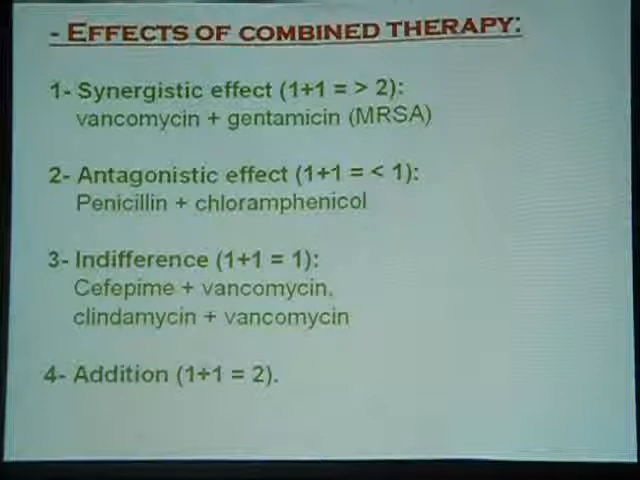 - EFFECTS OF COMBINED THERAPY:
1- Synergistic effect (1+1 = > 2):
vancomycin + gentamicin (MRSA)
2- Antagonistic effect (1+1 = < 1):
Penicillin + chloramphenicol
3- Indifference (1+1 = 1):
Cefepime + vancomycin,
clindamycin + vancomycin
4- Addition (1+1 = 2).